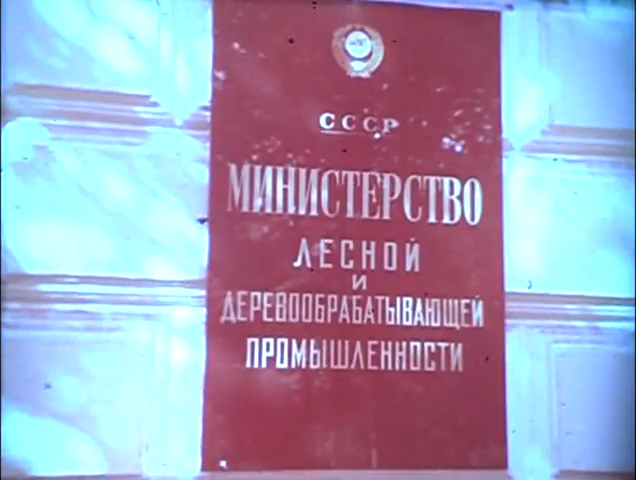 СССР
МИНИСТЕРСТВО
ЛЕСНОЙ
И
ДЕРЕВООБРАБАТЫВАЮЩЕЙ
ПРОМЫШЛЕННОСТИ